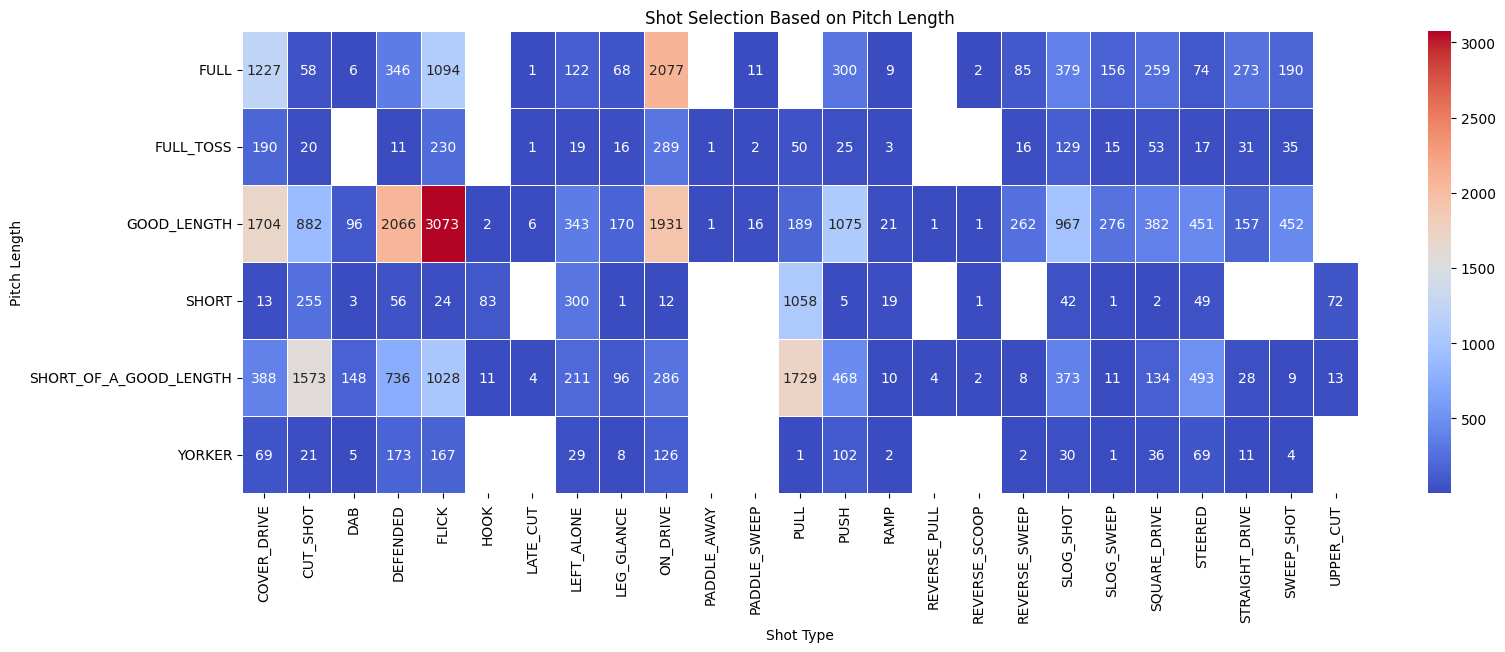 Shot Selection Based on Pitch Length
Pitch Length
FULL 1227 58 6 346 1094 1 122 68 2077 11 300 9 2 85 379 156 259 74 273 190
FULL_TOSS 190 20 11 230 1 19 16 289 1 2 50 25 3 16 129 15 53 17 31 35
GOOD_LENGTH 1704 882 96 2066 3073 2 6 343 170 1931 1 16 189 1075 21 1 1 262 967 276 382 451 157 452
SHORT 13 255 3 56 24 83 300 1 12 1058 5 19 1 42 1 2 49 72
SHORT_OF_A_GOOD_LENGTH 388 1573 148 736 1028 11 4 211 96 286 1729 468 10 4 2 8 373 11 134 493 28 9 13
YORKER 69 21 5 173 167 29 8 126 1 102 2 2 30 1 36 69 11 4
COVER_DRIVE
CUT_SHOT
DAB
DEFENDED
FLICK
HOOK
LATE_CUT
LEFT_ALONE
LEG_GLANCE
ON_DRIVE
PADDLE_AWAY
PADDLE_SWEEP
PULL
PUSH
RAMP
REVERSE_PULL
REVERSE_SCOOP
REVERSE_SWEEP
SLOG_SHOT
SLOG_SWEEP
SQUARE_DRIVE
STEERED
STRAIGHT_DRIVE
SWEEP_SHOT
UPPER_CUT
Shot Type
3000
2500
2000
1500
1000
500